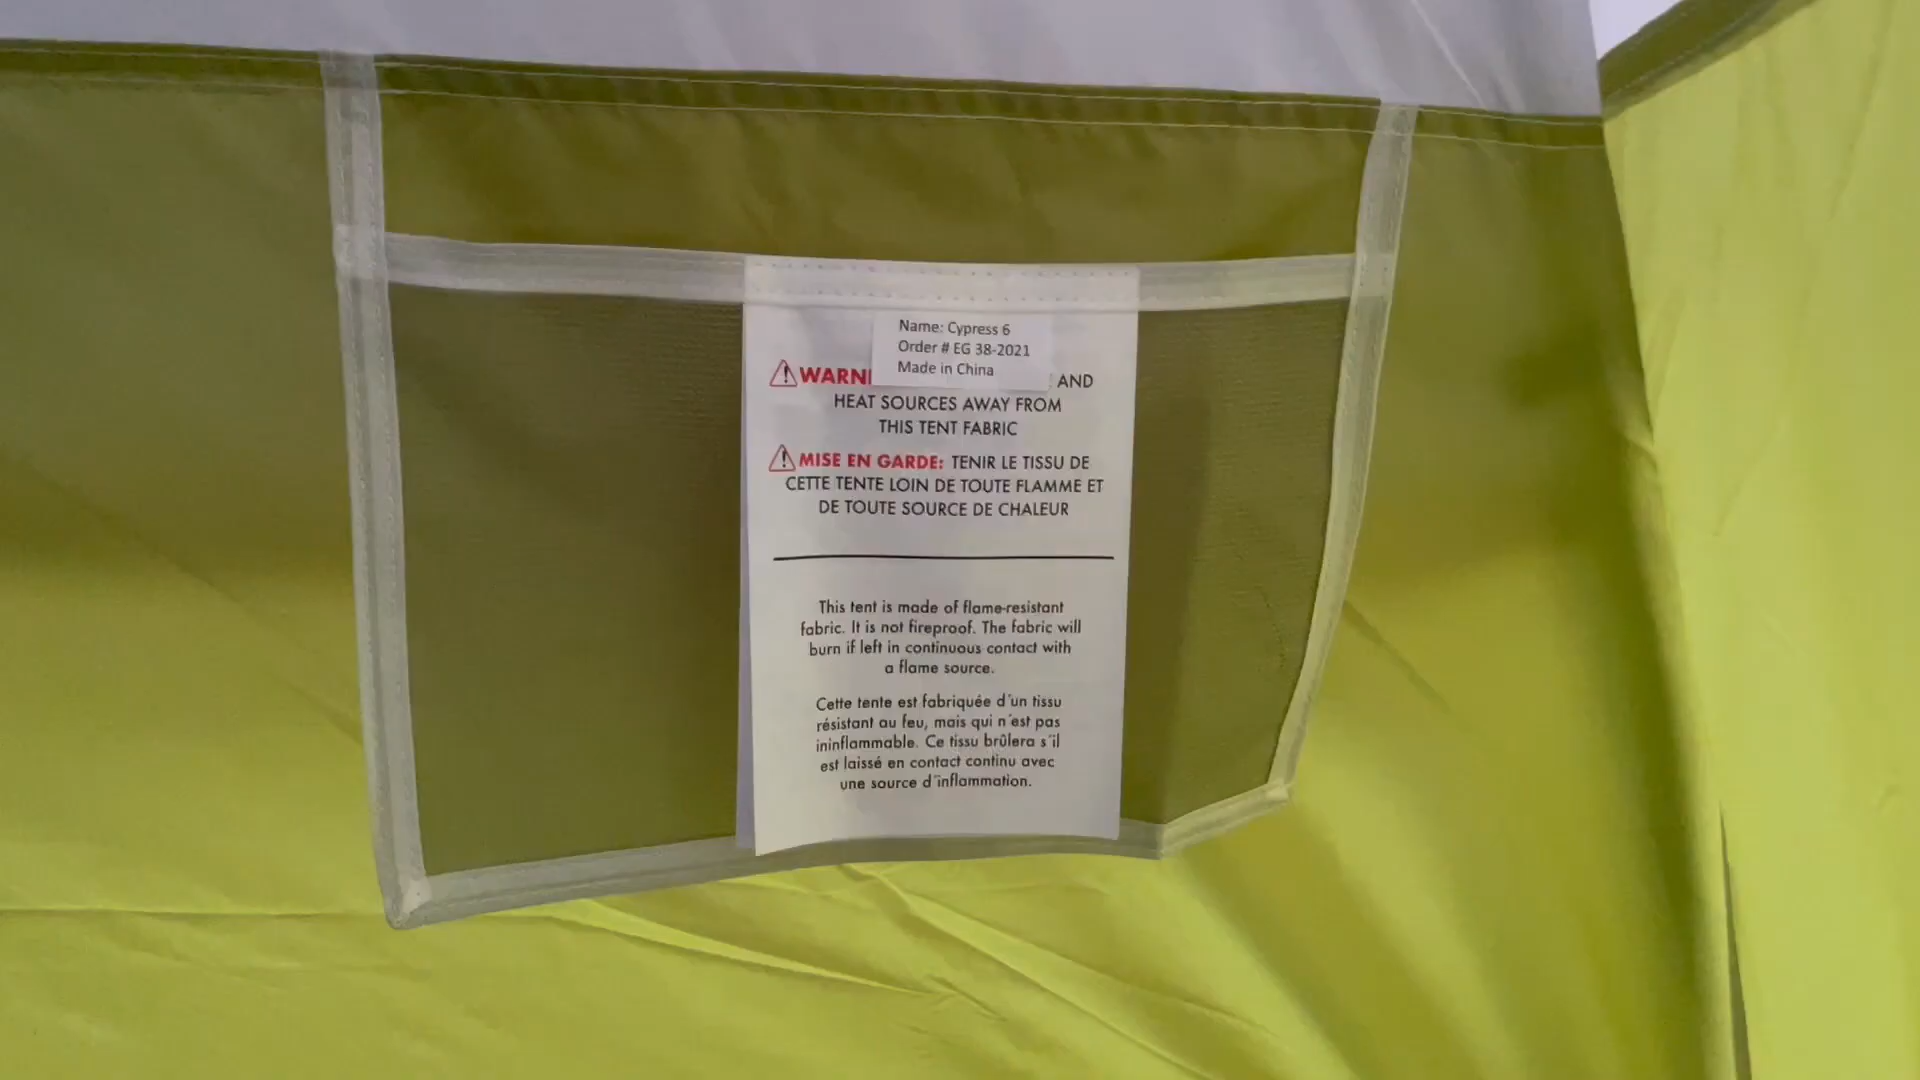 Name: Cypress 6
Order # EG 38-2021
Made in China
WARNI AND
HEAT SOURCES AWAY FROM
THIS TENT FABRIC
MISE EN GARDE: TENIR LE TISSU DE
CETTE TENTE LOIN DE TOUTE FLAMME ET
DE TOUTE SOURCE DE CHALEUR
This tent is made of flame-resistant
fabric. It is not fireproof. The fabric will
burn if left in continuous contact with
a flame source.
Cette tente est fabriquée d'un tissu
résistant au feu, mais qui n'est pas
ininflammable. Ce tissu brûlera s'il
est laissé en contact continu avec
une source d'inflammation.